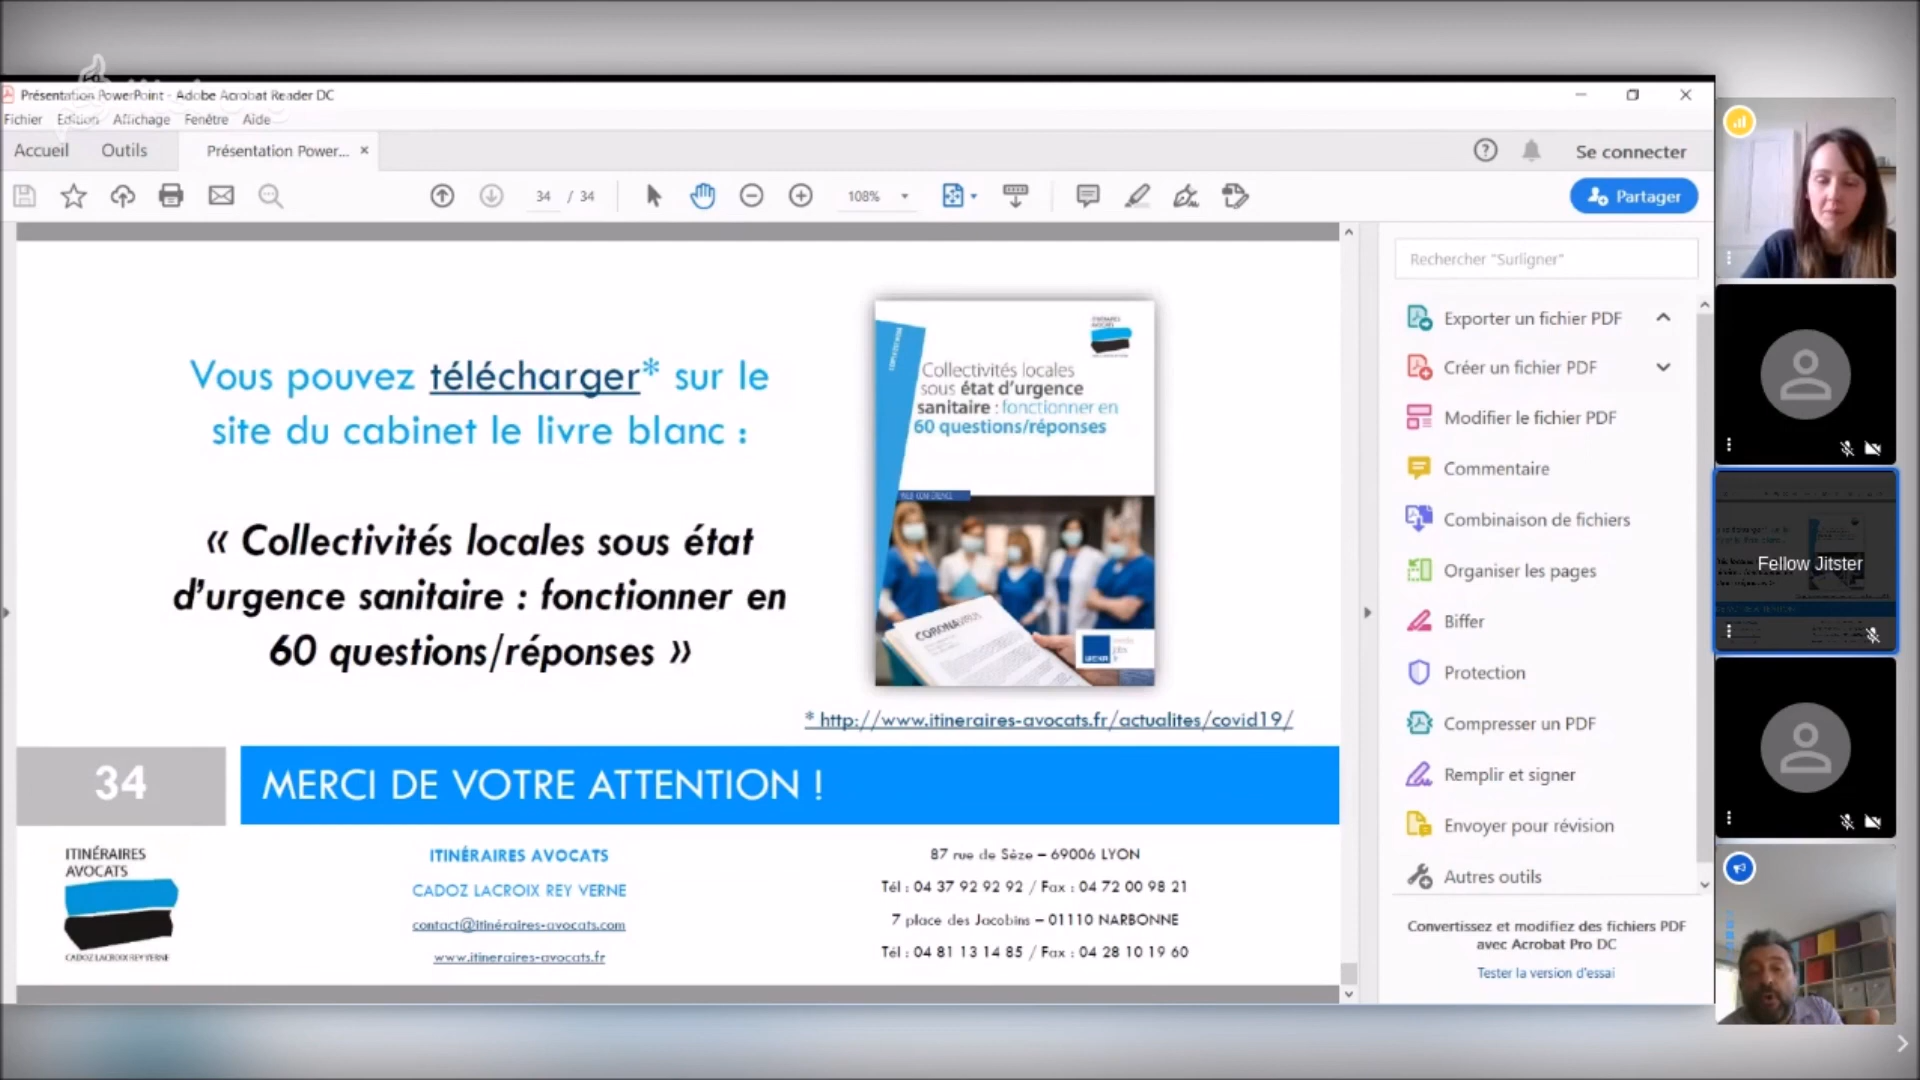 Présentation PowerPoint - Adobe Acrobat Reader DC
Fichier Edition Affichage Fenêtre Aide
Accueil Outils Présentation Power... ×
Se connecter
34 / 34
108%
Partager
Rechercher "Surligner"
Exporter un fichier PDF
Créer un fichier PDF
Modifier le fichier PDF
Commentaire
Combinaison de fichiers
Organiser les pages
Biffer
Protection
Compresser un PDF
Remplir et signer
Envoyer pour révision
Autres outils
Convertissez et modifiez des fichiers PDF
avec Acrobat Pro DC
Tester la version d'essai
Vous pouvez télécharger* sur le
site du cabinet le livre blanc :
« Collectivités locales sous état
d'urgence sanitaire : fonctionner en
60 questions/réponses »
ITINÉRAIRES
AVOCATS
Collectivités locales
sous état d'urgence
sanitaire : fonctionner en
60 questions/réponses
CORONAVIRUS
* http://www.itineraires-avocats.fr/actualites/covid19/
34
MERCI DE VOTRE ATTENTION !
ITINÉRAIRES
AVOCATS
CADOZ LACROIX REY VERNE
ITINÉRAIRES AVOCATS
CADOZ LACROIX REY VERNE
contact@itinéraires-avocats.com
www.itineraires-avocats.fr
87 rue de Sèze – 69006 LYON
Tél : 04 37 92 92 92 / Fax : 04 72 00 98 21
7 place des Jacobins – 01110 NARBONNE
Tél : 04 81 13 14 85 / Fax : 04 28 10 19 60
Fellow Jitster